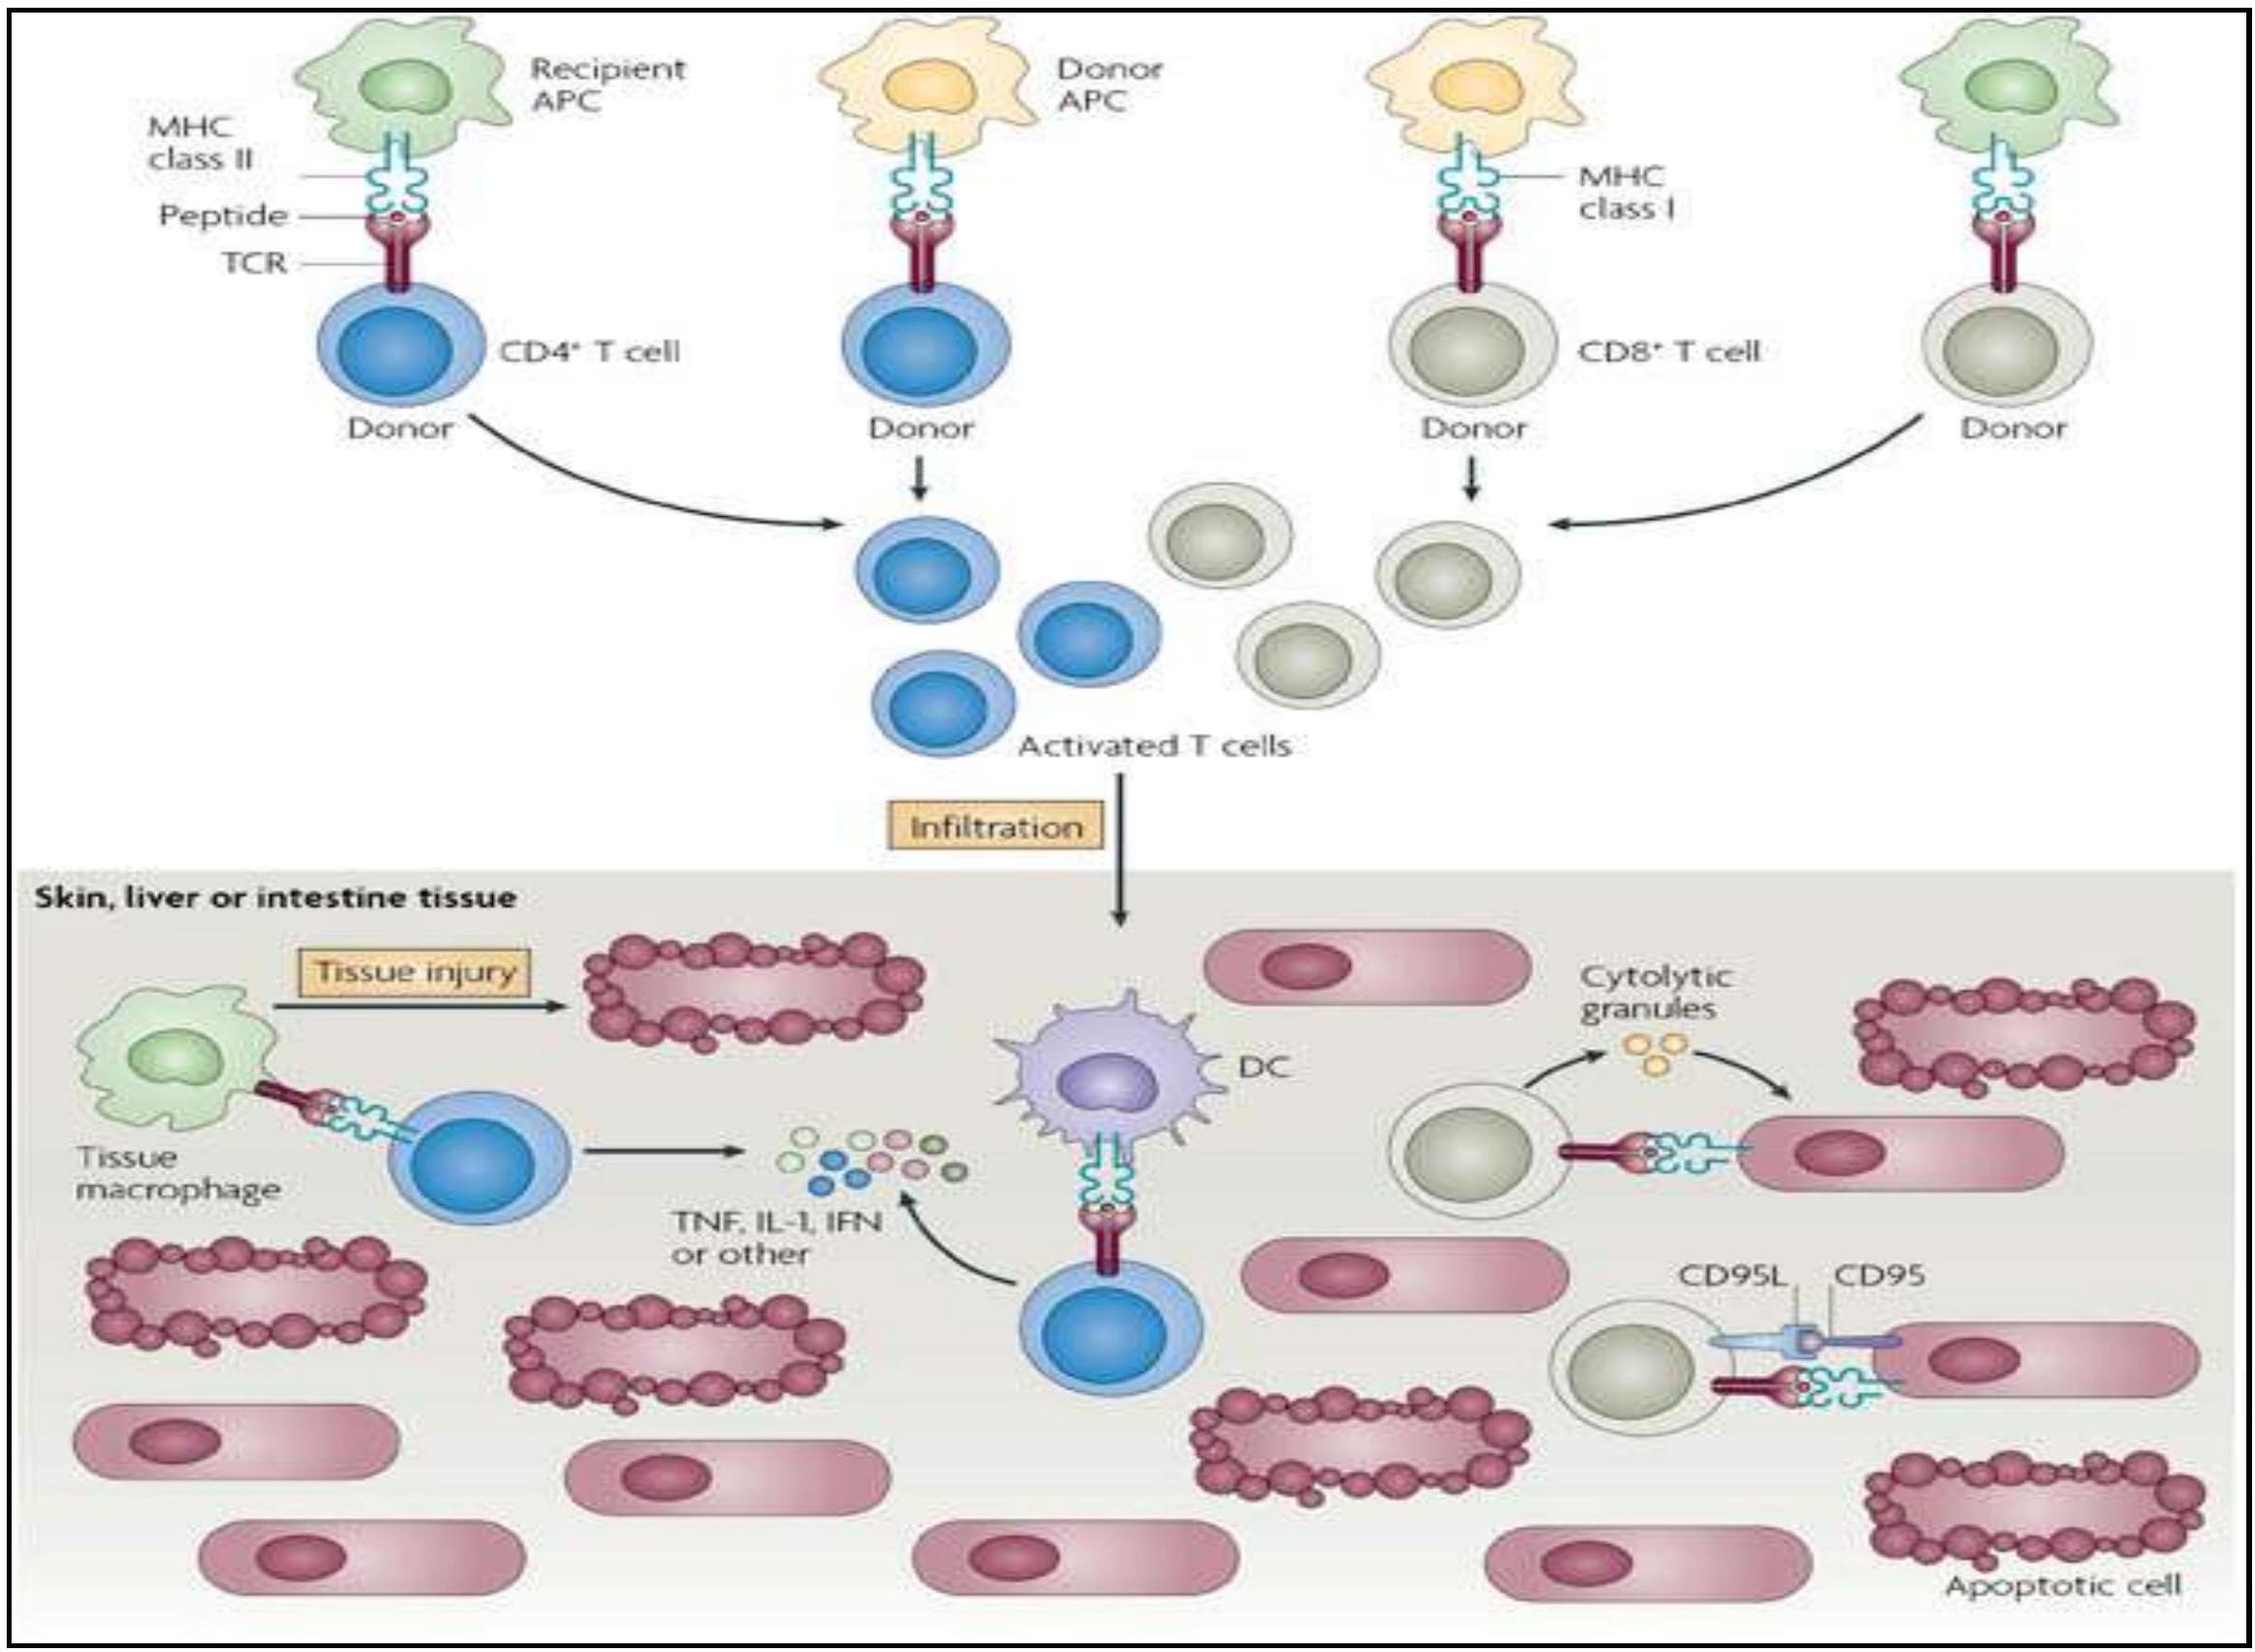 Recipient
APC
Donor
APC
MHC
class II
MHC
class I
Peptide
TCR
CD4⁺ T cell
CD8⁺ T cell
Donor
Donor
Donor
Donor
Activated T cells
Infiltration
Skin, liver or intestine tissue
Tissue injury
Cytolytic
granules
DC
Tissue
macrophage
TNF, IL-1, IFN
or other
CD95L
CD95
Apoptotic cell